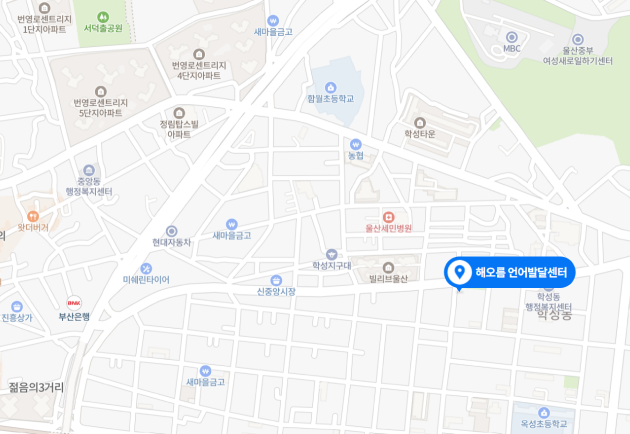 번영로센트리지
1단지아파트
서덕출공원
새마을금고
번영로센트리지
4단지아파트
MBC
울산중부
여성새로일하기센터
번영로센트리지
5단지아파트
함월초등학교
청림탑스빌
아파트
학성타운
농협
중앙동
행정복지센터
왓더버거
의
현대자동차
새마을금고
울산세민병원
학성지구대
빌리브울산
해오름 언어발달센터
미쉐린타이어
신중앙시장
학성동
행정복지센터
학성동
BNK
부산은행
진흥상가
젊음의3거리
새마을금고
옥성초등학교